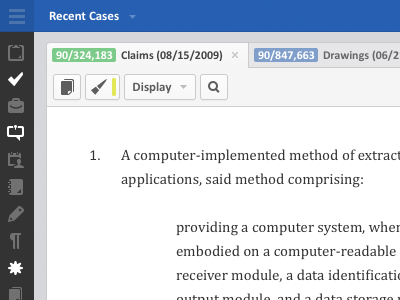 Recent Cases
90/324,183 Claims (08/15/2009) × 90/847,663 Drawings (06/2
Display
1. A computer-implemented method of extract
applications, said method comprising:
providing a computer system, wher
embodied on a computer-readable
receiver module, a data identificatio
output module, and a data storage